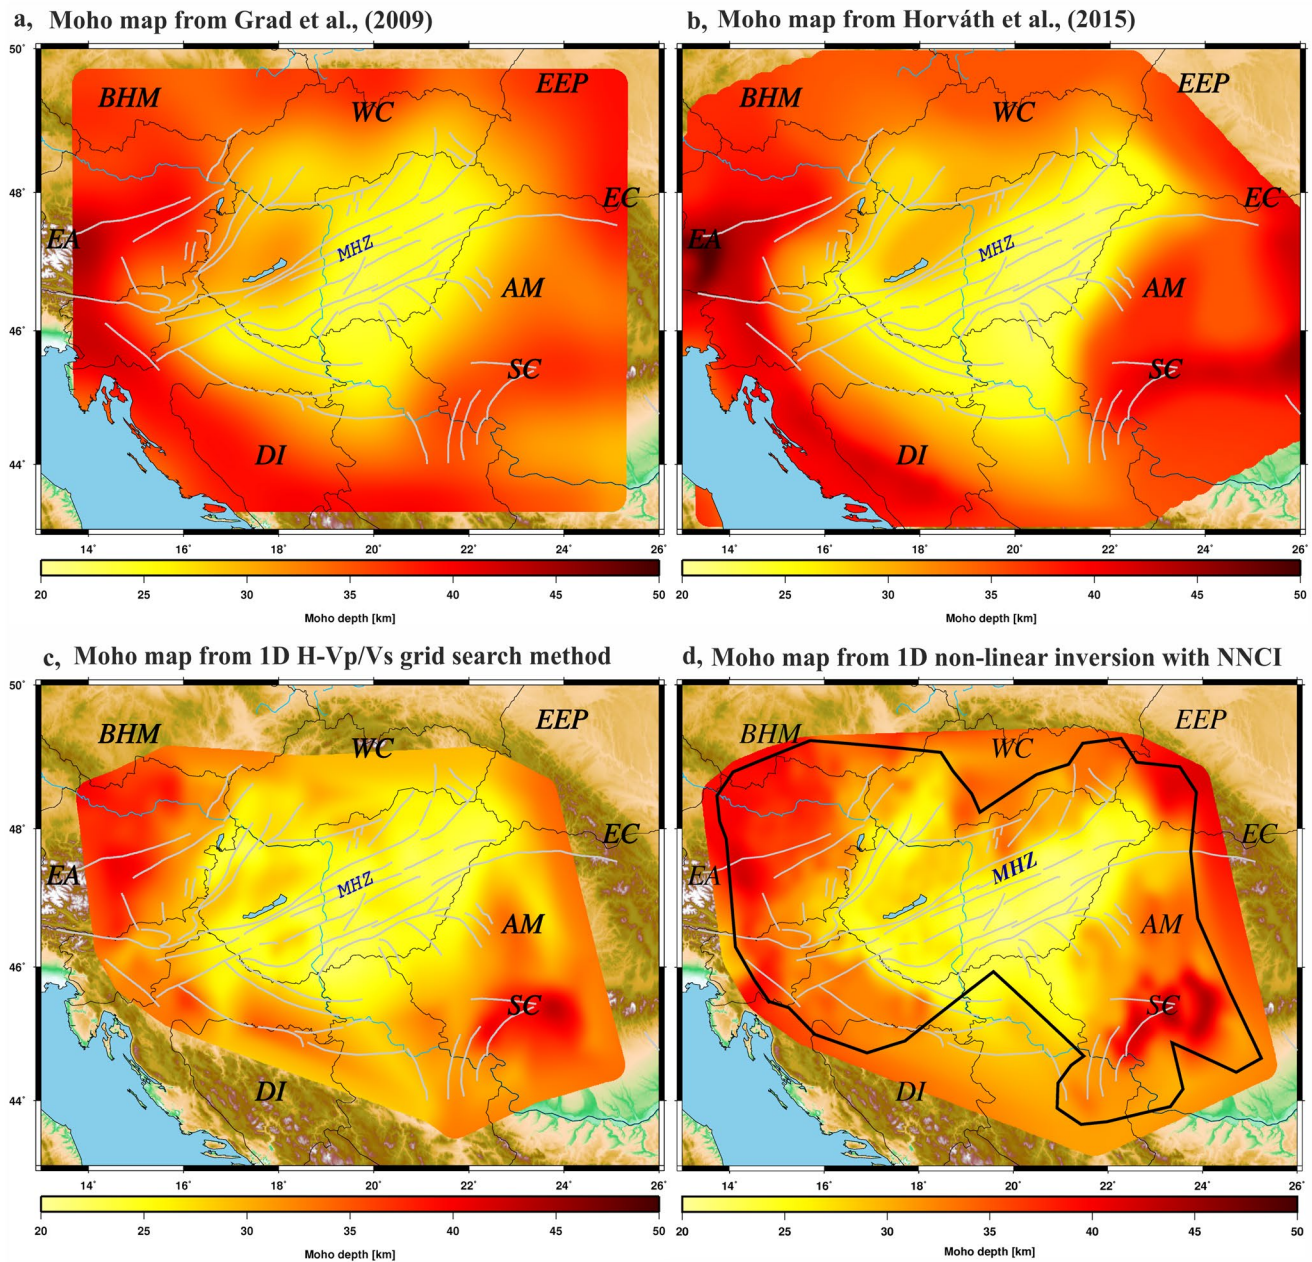 a, Moho map from Grad et al., (2009)
50°
48°
46°
44°
BHM
WC
EEP
EC
EA
MHZ
AM
SC
DI
14° 16° 18° 20° 22° 24° 26°
20 25 30 35 40 45 50
Moho depth [km]
b, Moho map from Horváth et al., (2015)
BHM
WC
EEP
EC
EA
MHZ
AM
SC
DI
14° 16° 18° 20° 22° 24° 26°
20 25 30 35 40 45 50
Moho depth [km]
c, Moho map from 1D H-Vp/Vs grid search method
50°
48°
46°
44°
BHM
WC
EEP
EC
EA
MHZ
AM
SC
DI
14° 16° 18° 20° 22° 24° 26°
20 25 30 35 40 45 50
Moho depth [km]
d, Moho map from 1D non-linear inversion with NNCI
BHM
WC
EEP
EC
EA
MHZ
AM
SC
DI
14° 16° 18° 20° 22° 24° 26°
20 25 30 35 40 45 50
Moho depth [km]